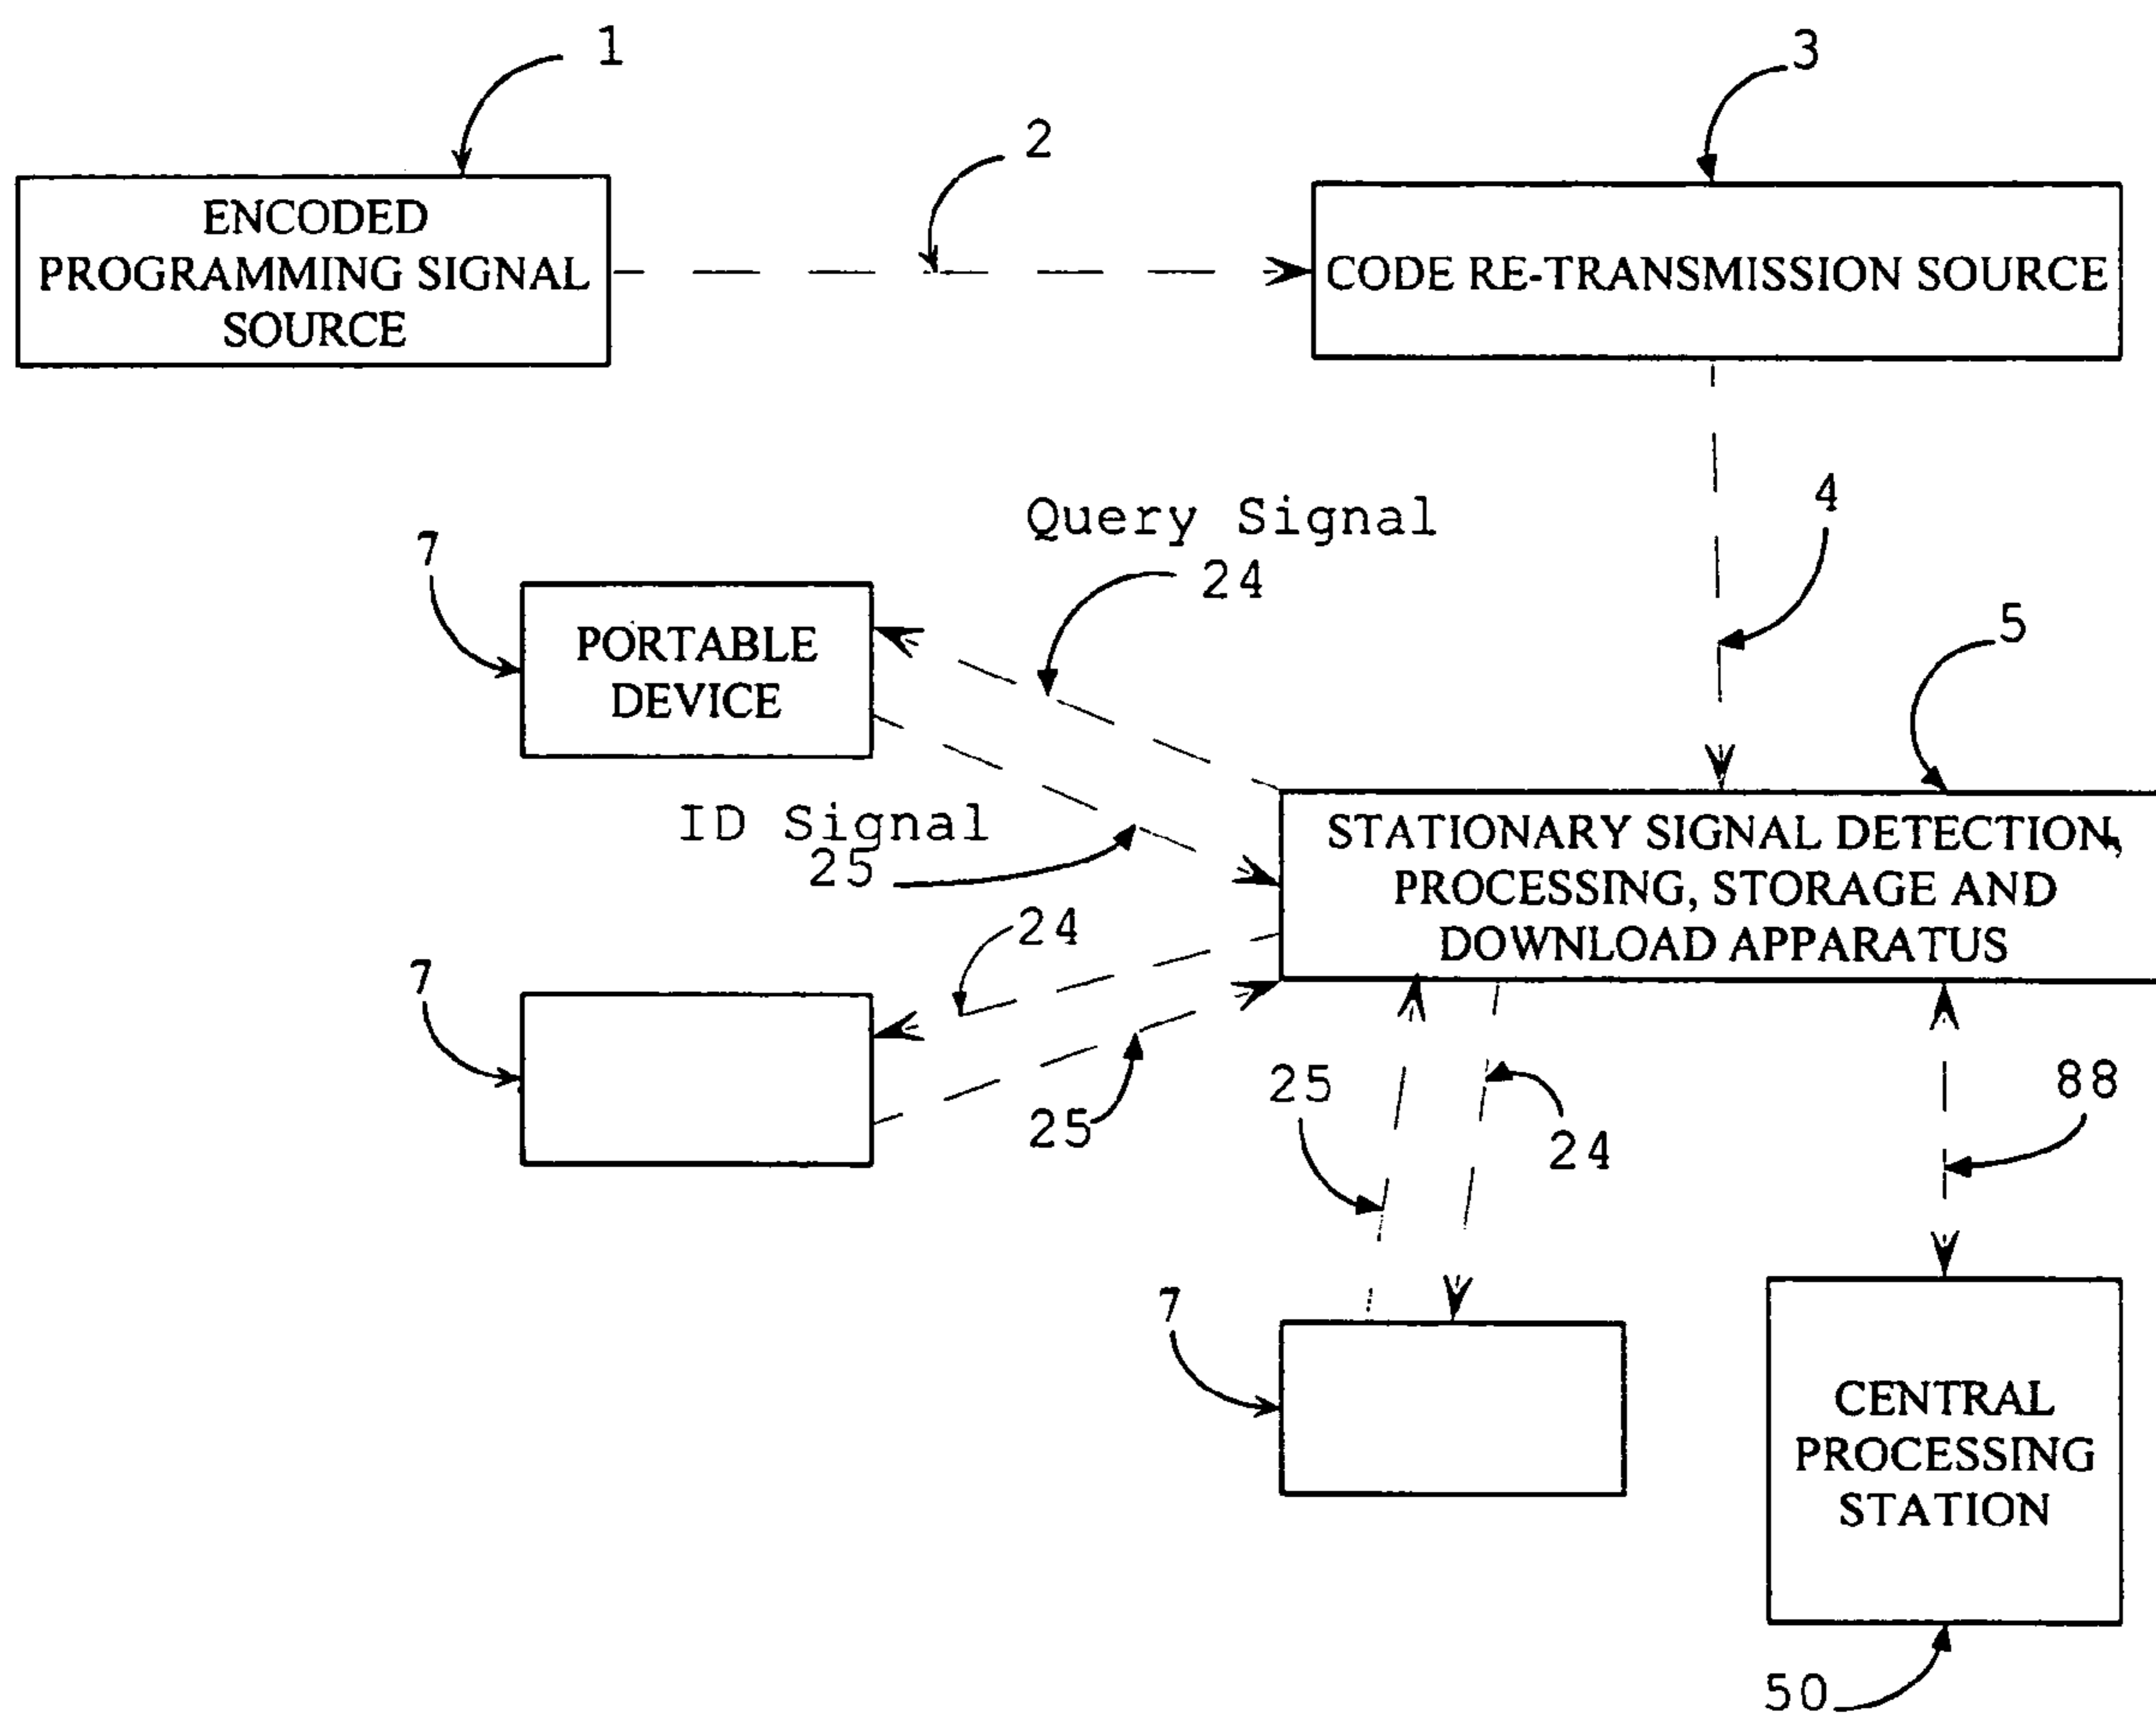 1
3
2
ENCODED
PROGRAMMING SIGNAL
SOURCE
CODE RE-TRANSMISSION SOURCE
4
Query Signal
24
7
5
PORTABLE
DEVICE
ID Signal
25
STATIONARY SIGNAL DETECTION,
PROCESSING, STORAGE AND
DOWNLOAD APPARATUS
24
7
25
25
24
88
7
CENTRAL
PROCESSING
STATION
50